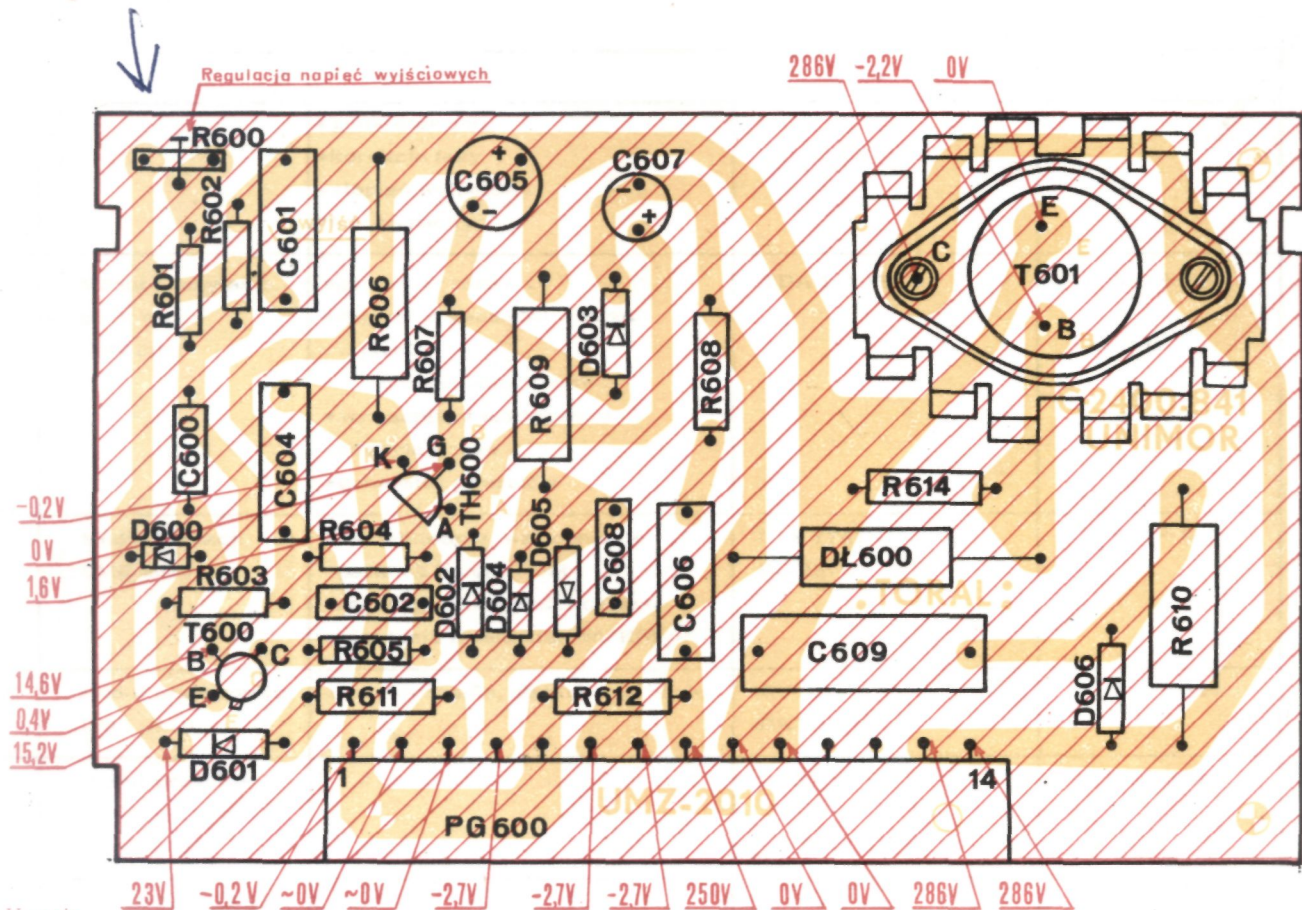 Regulacja napięć wyjściowych
286V -2,2V 0V
R600
C605
+
-
C607
-
+
R602
C601
R601
R606
R607
R609
D603
R608
E
C
T601
B
E
C600
C604
K
G
A
TH600
UNIMOR
R614
-0,2V
0V
1,6V
D600
R604
R603
C602
D602
D604
D605
C608
C606
DŁ600
:TORAL:
R610
T600
B
C
E
R605
C609
D606
14,6V
0,4V
15,2V
R611
R612
D601
1
14
UMZ-2010
PG 600
23V -0,2V ~0V ~0V -2,7V -2,7V -2,7V 250V 0V 0V 286V 286V